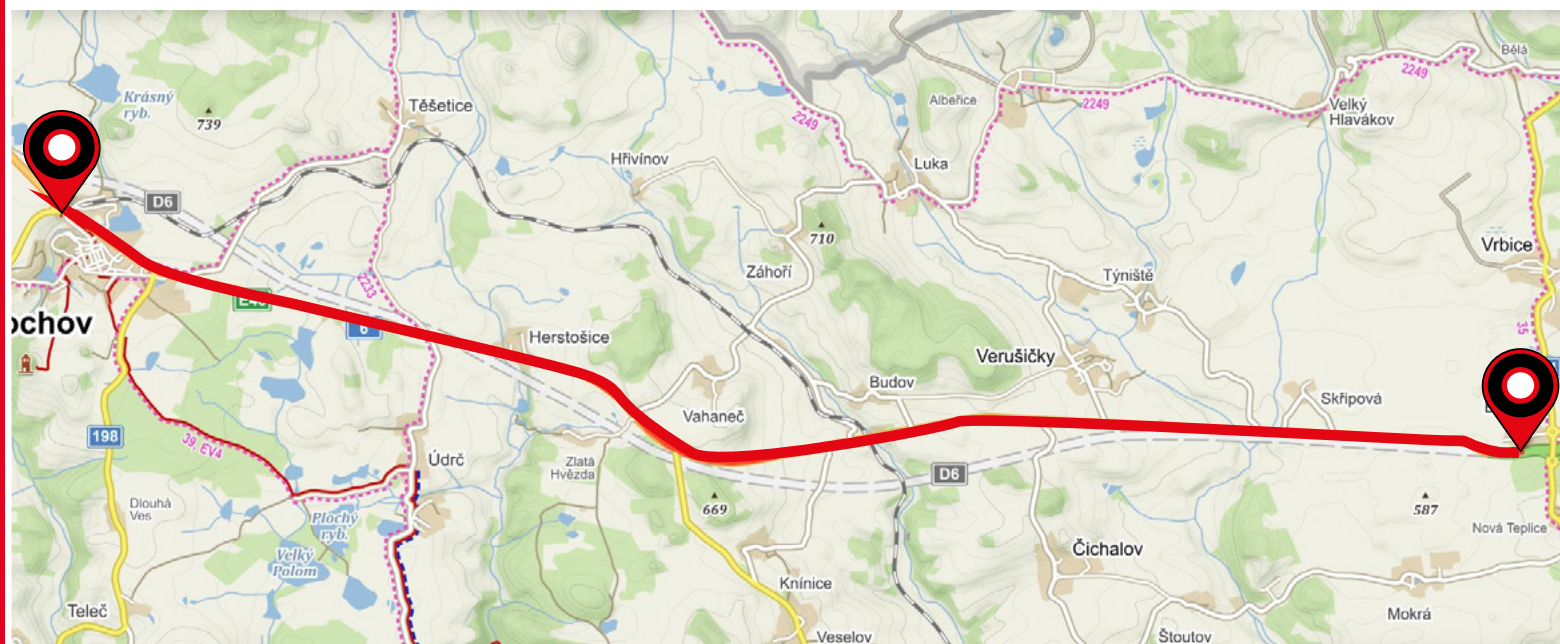 Krásný
ryb.
739
Těšetice
D6
2233
6
ochov
198
39, EV4
Dlouhá
Ves
Teleč
Plochý
ryb.
Velký
Polom
Údrč
Herstošice
Zlatá
Hvězda
Hřivínov
Záhoří
710
Luka
2249
Albeřice
2249
2249
Velký
Hlavákov
Bělá
Vahaneč
669
Knínice
Veselov
Budov
D6
Verušičky
Týniště
Čichalov
Štoutov
Skřipová
Vrbice
35
587
Nová Teplice
Mokrá